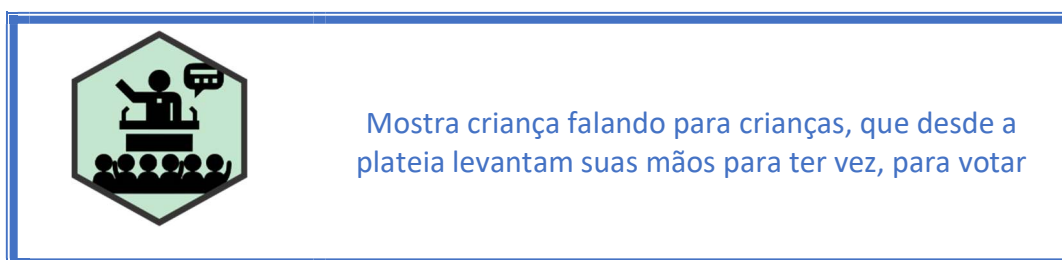 Mostra criança falando para crianças, que desde a
plateia levantam suas mãos para ter vez, para votar